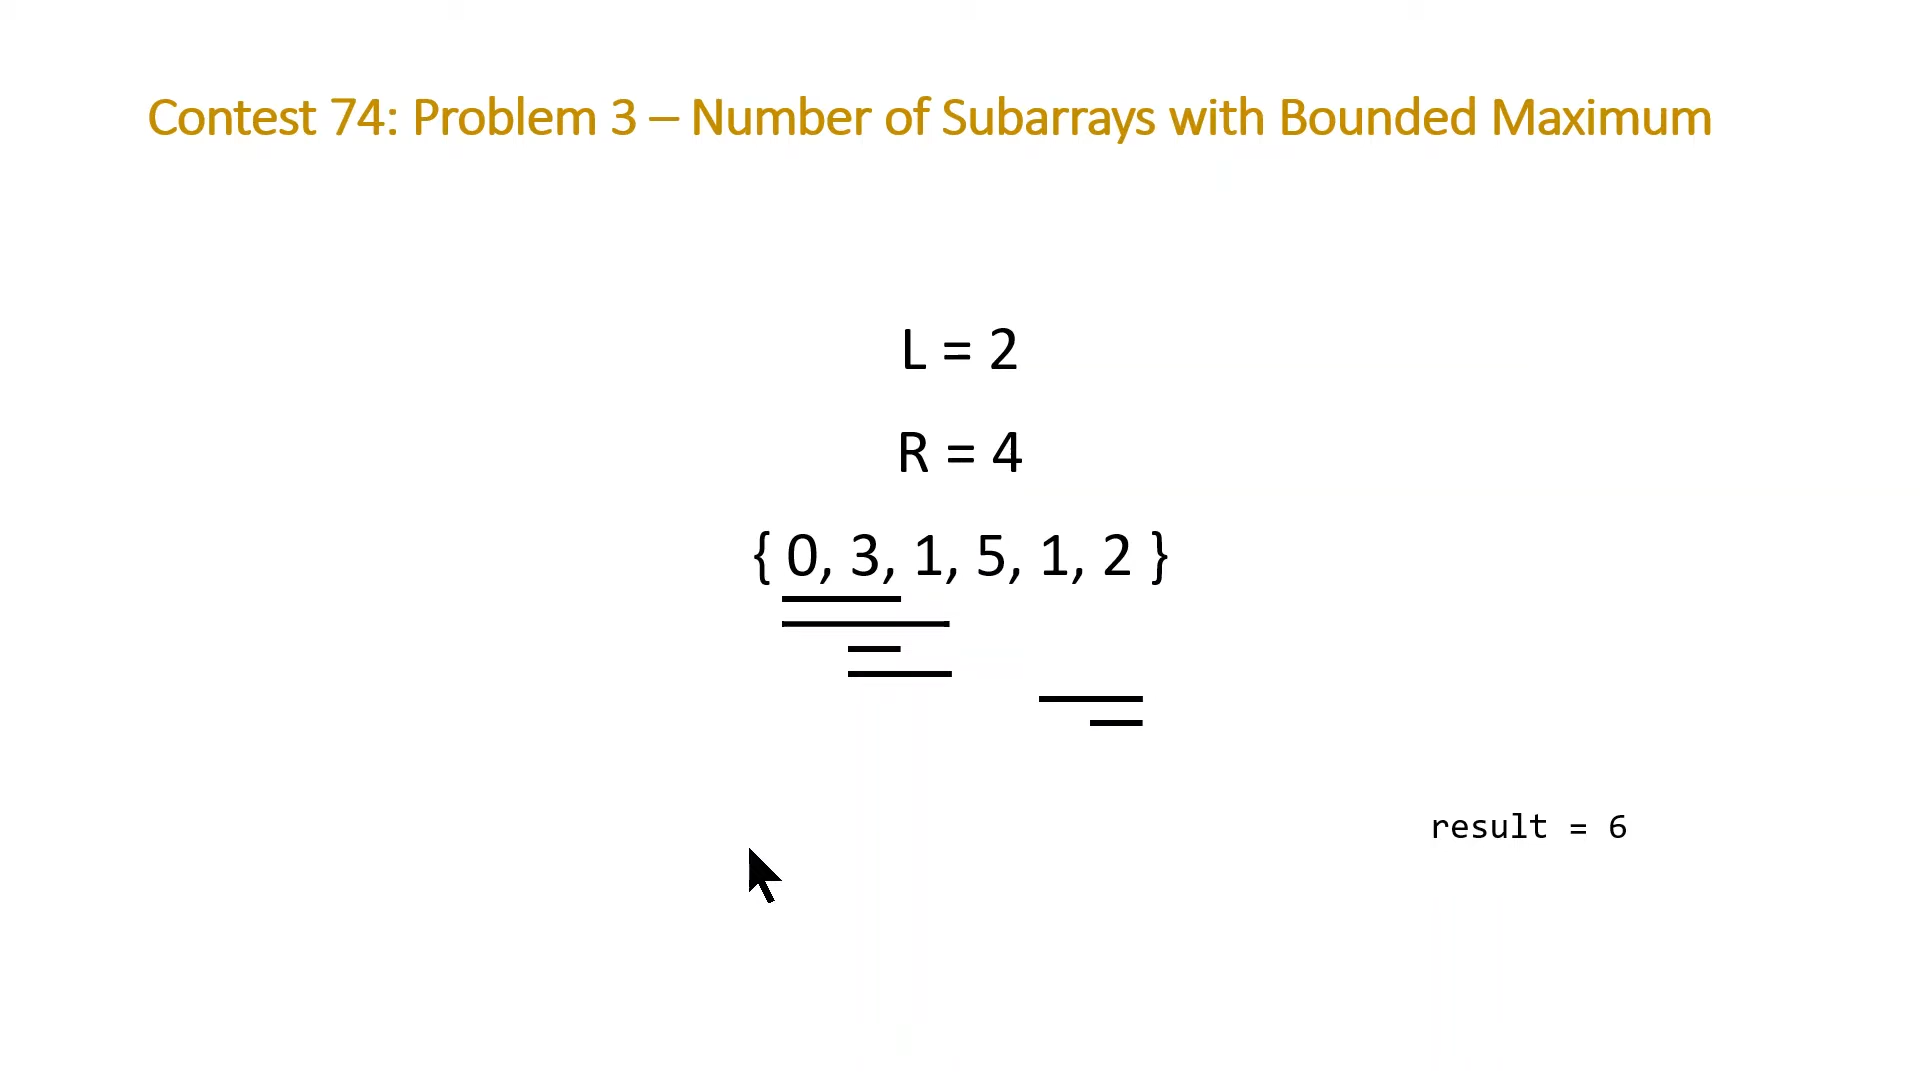 Contest 74: Problem 3 – Number of Subarrays with Bounded Maximum
L = 2
R = 4
{ 0, 3, 1, 5, 1, 2 }
result = 6